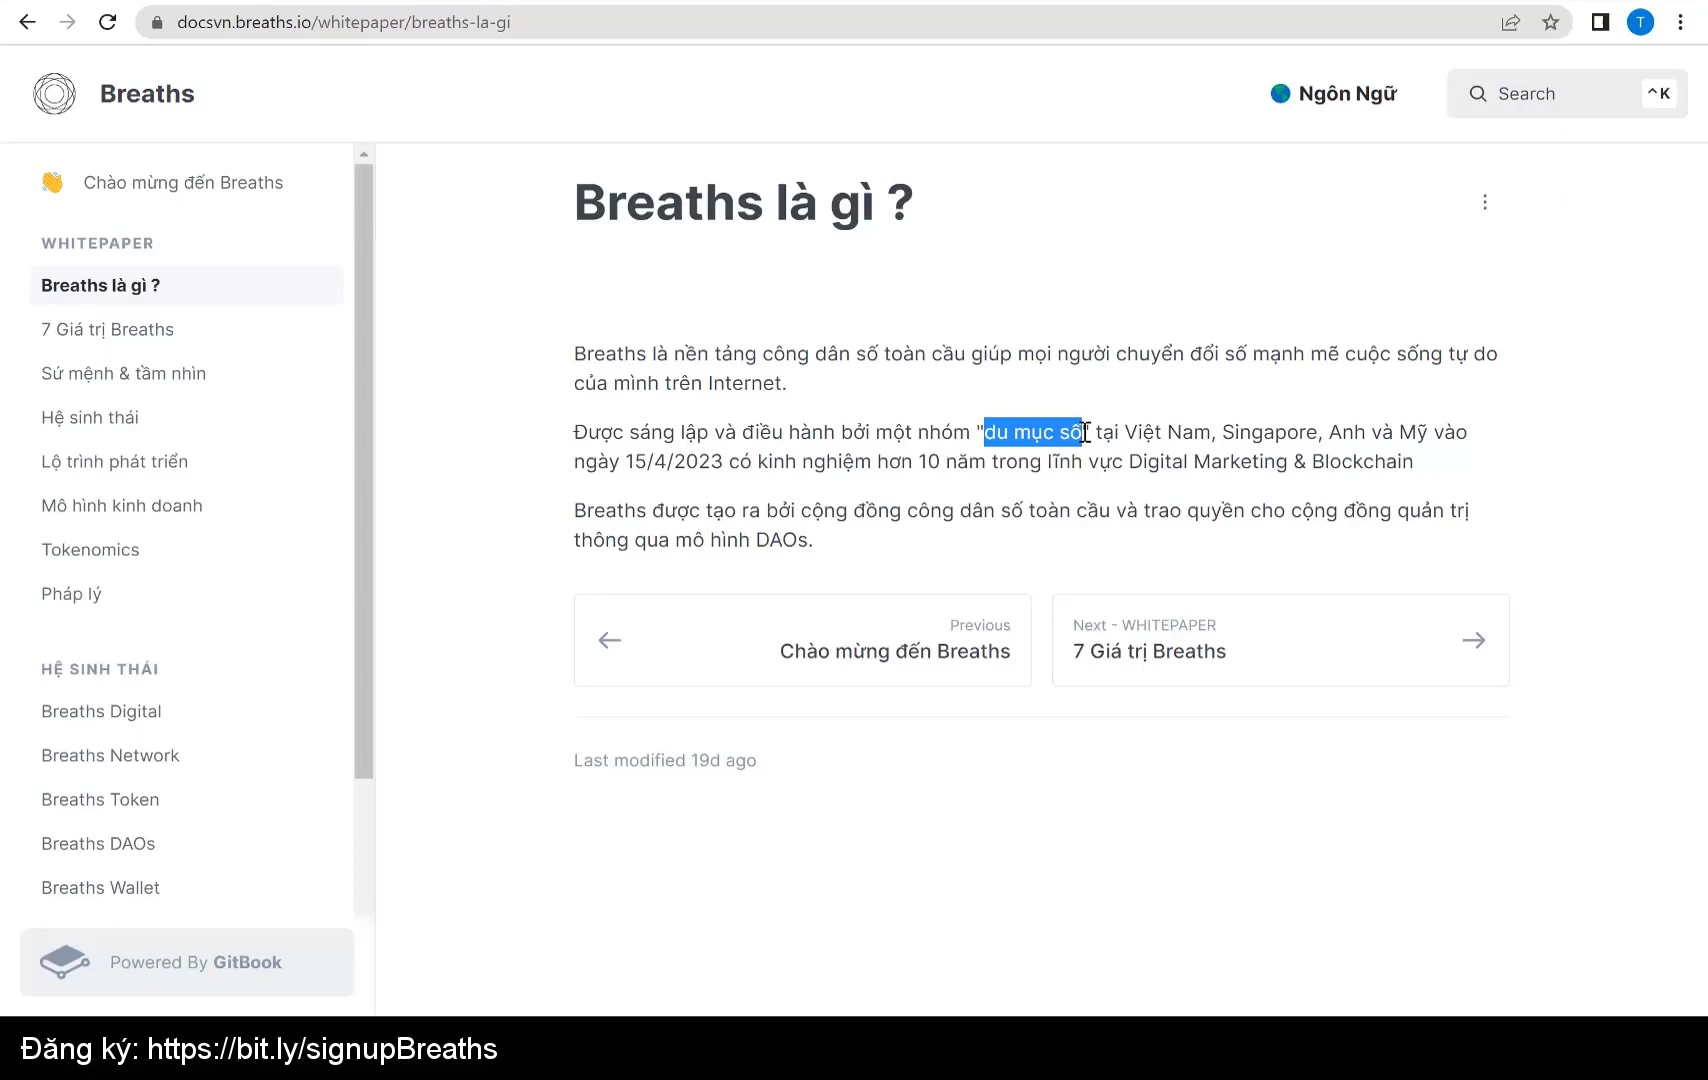 docsvn.breaths.io/whitepaper/breaths-la-gi
T
Breaths
Ngôn Ngữ
Search
^K
Chào mừng đến Breaths
WHITEPAPER
Breaths là gì ?
7 Giá trị Breaths
Sứ mệnh & tầm nhìn
Hệ sinh thái
Lộ trình phát triển
Mô hình kinh doanh
Tokenomics
Pháp lý
HỆ SINH THÁI
Breaths Digital
Breaths Network
Breaths Token
Breaths DAOs
Breaths Wallet
Powered By GitBook
Breaths là gì ?
Breaths là nền tảng công dân số toàn cầu giúp mọi người chuyển đổi số mạnh mẽ cuộc sống tự do
của mình trên Internet.
Được sáng lập và điều hành bởi một nhóm "du mục số" tại Việt Nam, Singapore, Anh và Mỹ vào
ngày 15/4/2023 có kinh nghiệm hơn 10 năm trong lĩnh vực Digital Marketing & Blockchain
Breaths được tạo ra bởi cộng đồng công dân số toàn cầu và trao quyền cho cộng đồng quản trị
thông qua mô hình DAOs.
Previous
Chào mừng đến Breaths
Next - WHITEPAPER
7 Giá trị Breaths
Last modified 19d ago
Đăng ký: https://bit.ly/signupBreaths